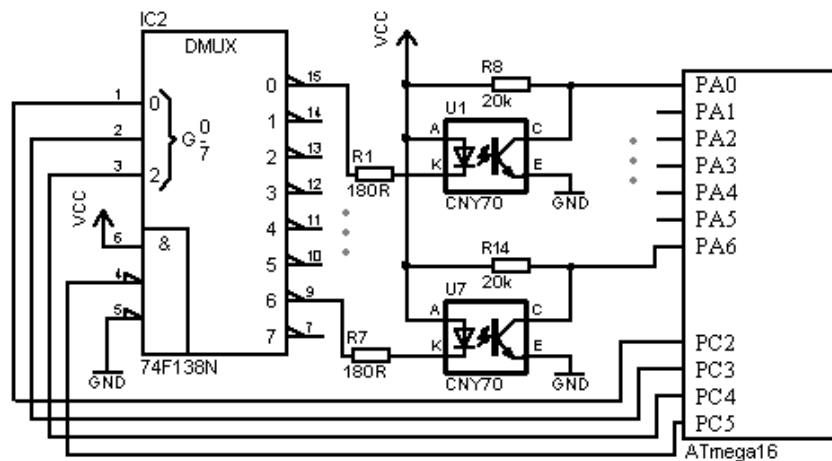 IC2
DMUX
1
2
3
6
4
5
0
2
G
0
7
&
VCC
GND
74F138N
0 15
1 14
2 13
3 12
4 11
5 10
6 9
7 7
R1
180R
R7
180R
VCC
R8
20k
U1
A
C
K
E
CNY70
GND
R14
20k
U7
A
C
K
E
CNY70
GND
PA0
PA1
PA2
PA3
PA4
PA5
PA6
PC2
PC3
PC4
PC5
ATmega16